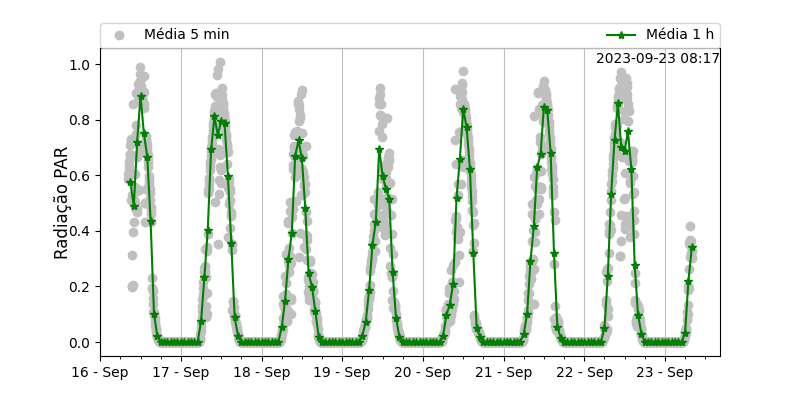 Média 5 min
Média 1 h
2023-09-23 08:17
Radiação PAR
1.0
0.8
0.6
0.4
0.2
0.0
16 - Sep
17 - Sep
18 - Sep
19 - Sep
20 - Sep
21 - Sep
22 - Sep
23 - Sep